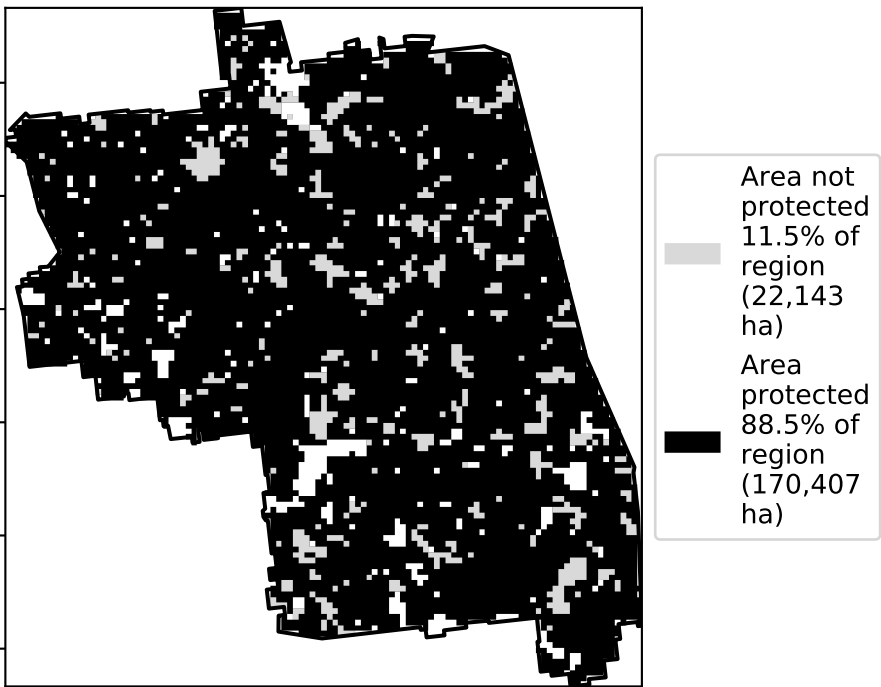 Area not
protected
11.5% of
region
(22,143
ha)
Area
protected
88.5% of
region
(170,407
ha)